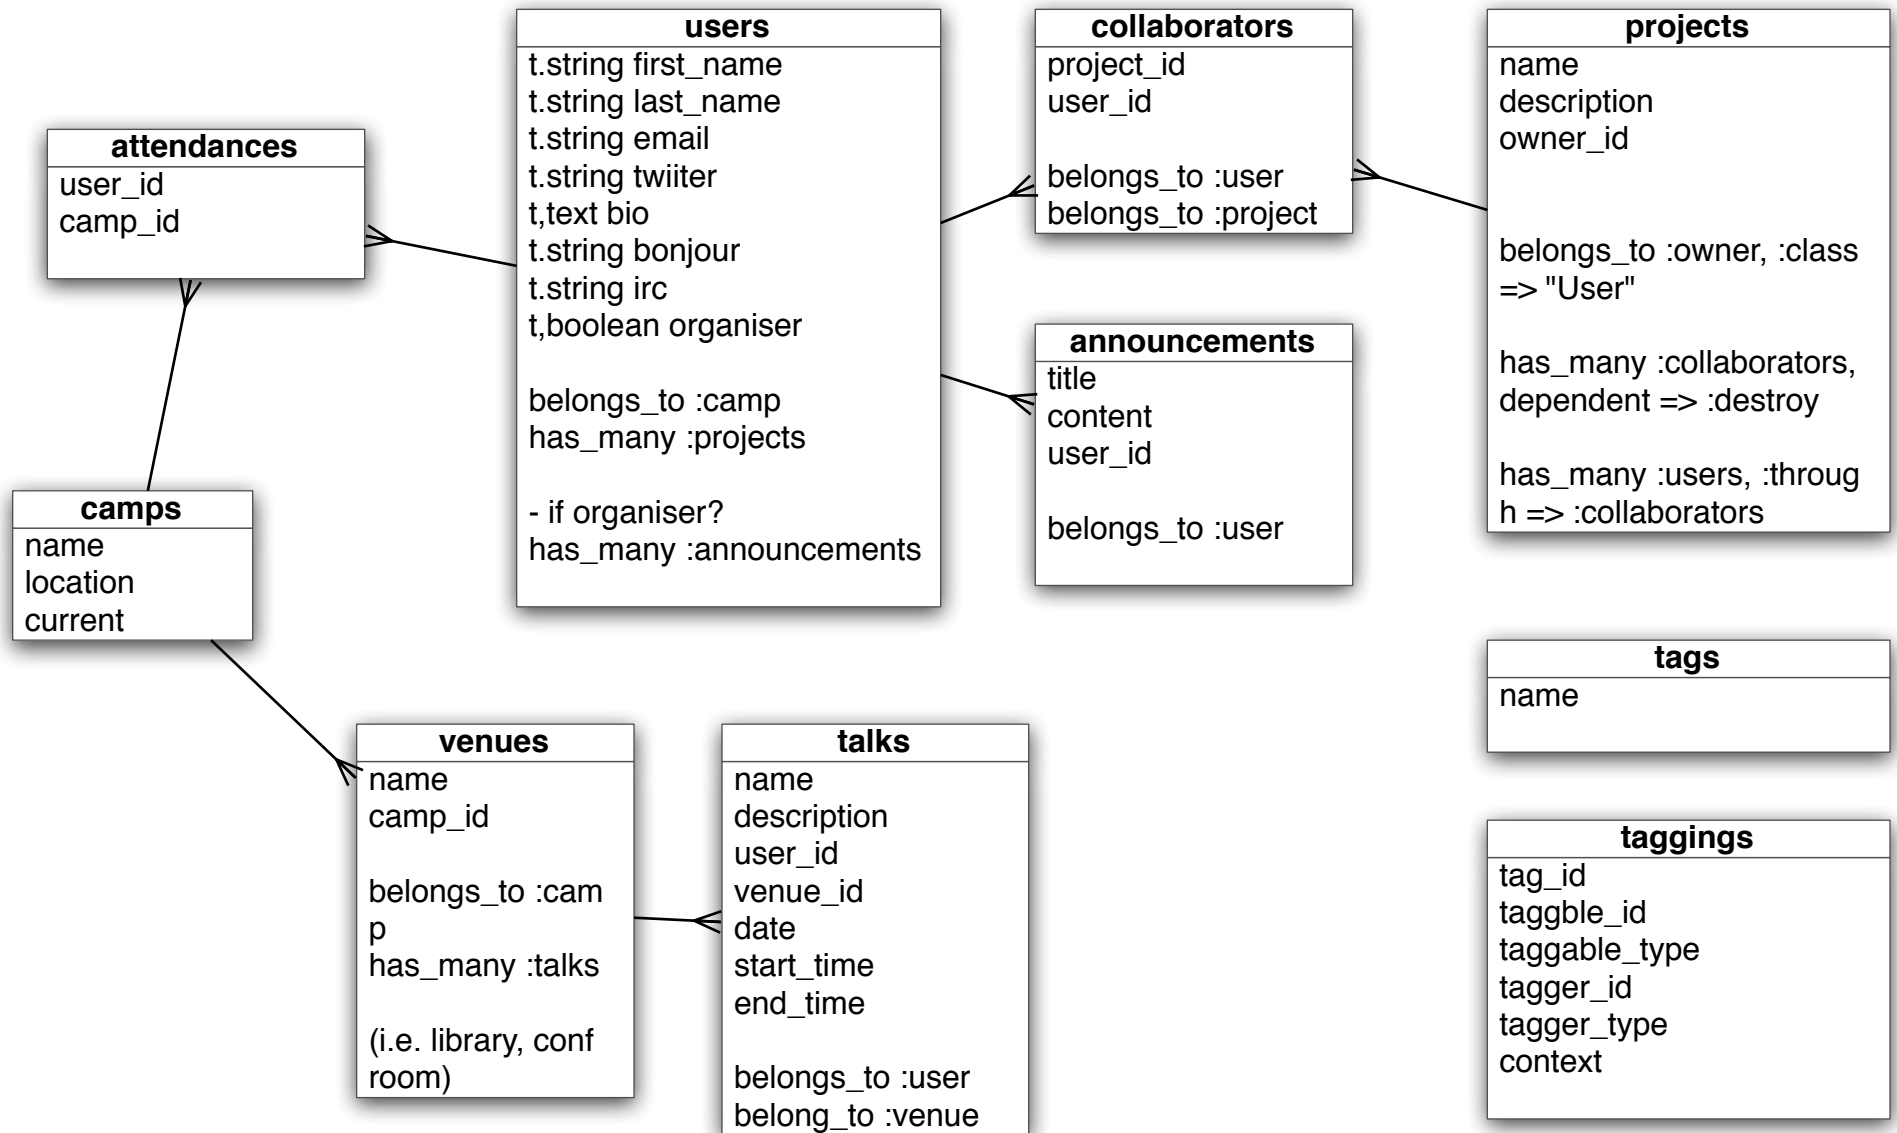 users
t.string first_name
t.string last_name
t.string email
t.string twiiter
t,text bio
t.string bonjour
t.string irc
t,boolean organiser
belongs_to :camp
has_many :projects
- if organiser?
has_many :announcements
collaborators
project_id
user_id
belongs_to :user
belongs_to :project
projects
name
description
owner_id
belongs_to :owner, :class
=> "User"
has_many :collaborators,
dependent => :destroy
has_many :users, :throug
h => :collaborators
attendances
user_id
camp_id
announcements
title
content
user_id
belongs_to :user
camps
name
location
current
tags
name
venues
name
camp_id
belongs_to :cam
p
has_many :talks
(i.e. library, conf
room)
talks
name
description
user_id
venue_id
date
start_time
end_time
belongs_to :user
belong_to :venue
taggings
tag_id
taggble_id
taggable_type
tagger_id
tagger_type
context